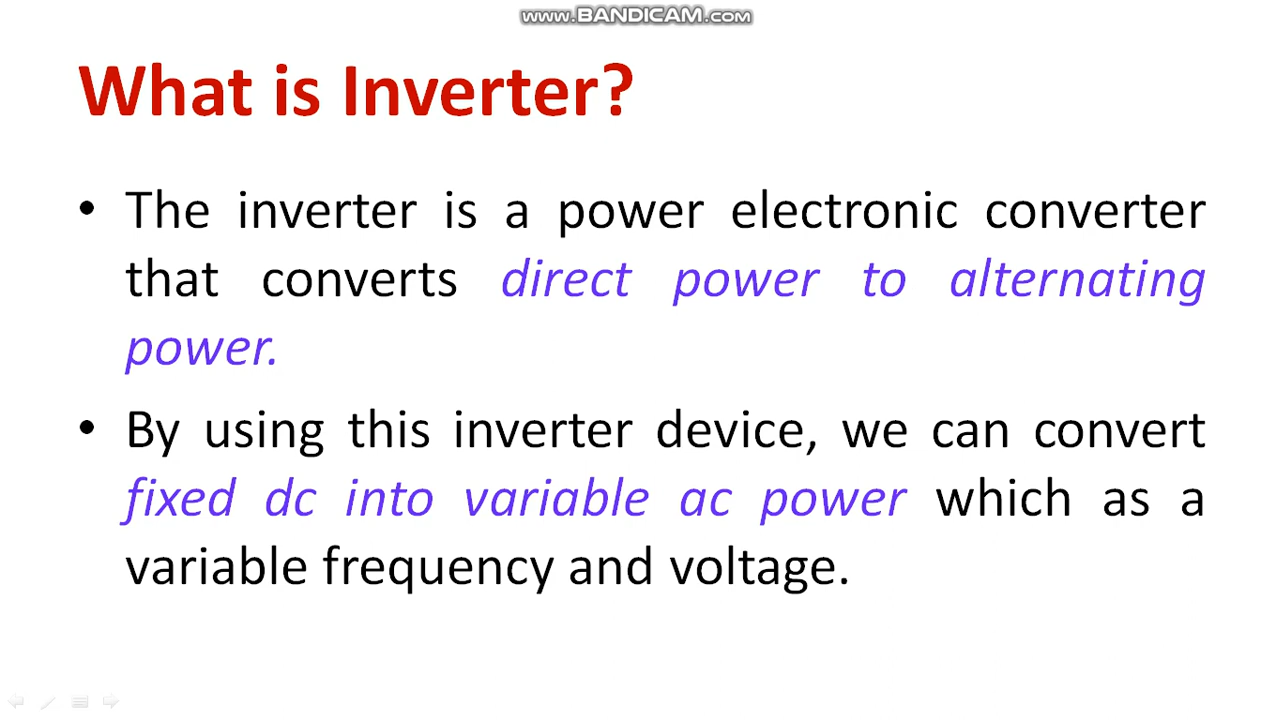 www.BANDICAM.com
What is Inverter?
• The inverter is a power electronic converter
that converts direct power to alternating
power.
• By using this inverter device, we can convert
fixed dc into variable ac power which as a
variable frequency and voltage.